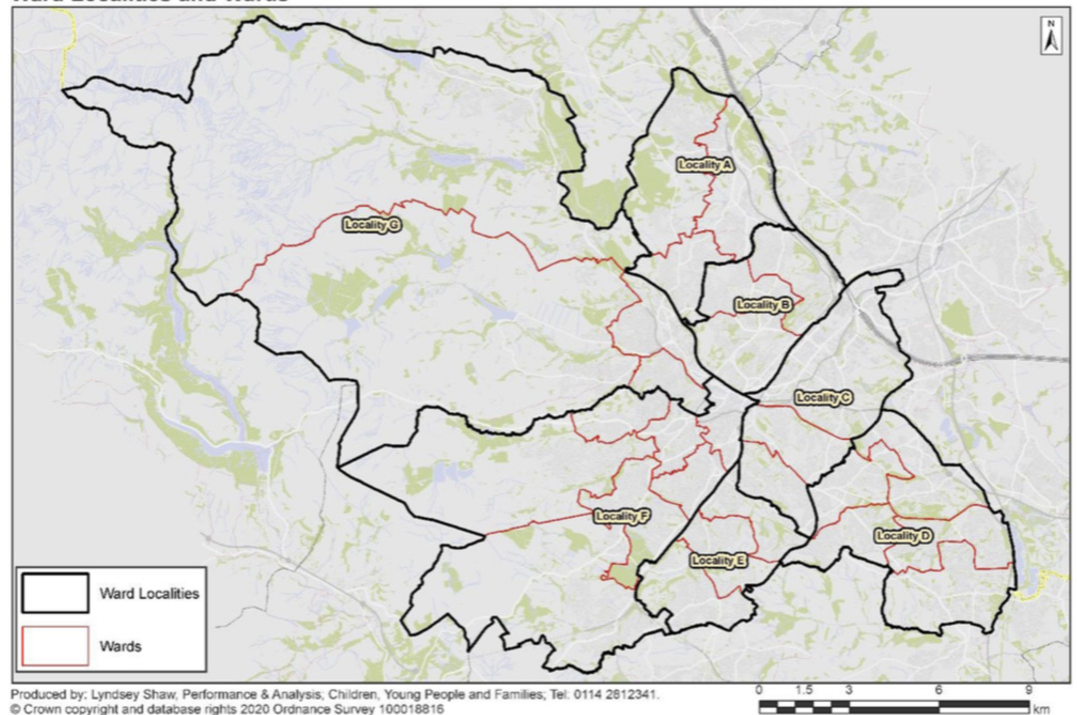 Ward Localities and Wards
N
Locality A
Locality G
Locality B
Locality C
Locality F
Locality D
Locality E
Ward Localities
Wards
Produced by: Lyndsey Shaw, Performance & Analysis; Children, Young People and Families; Tel: 0114 2812341.
© Crown copyright and database rights 2020 Ordnance Survey 100018816
0 1.5 3 6 9
km